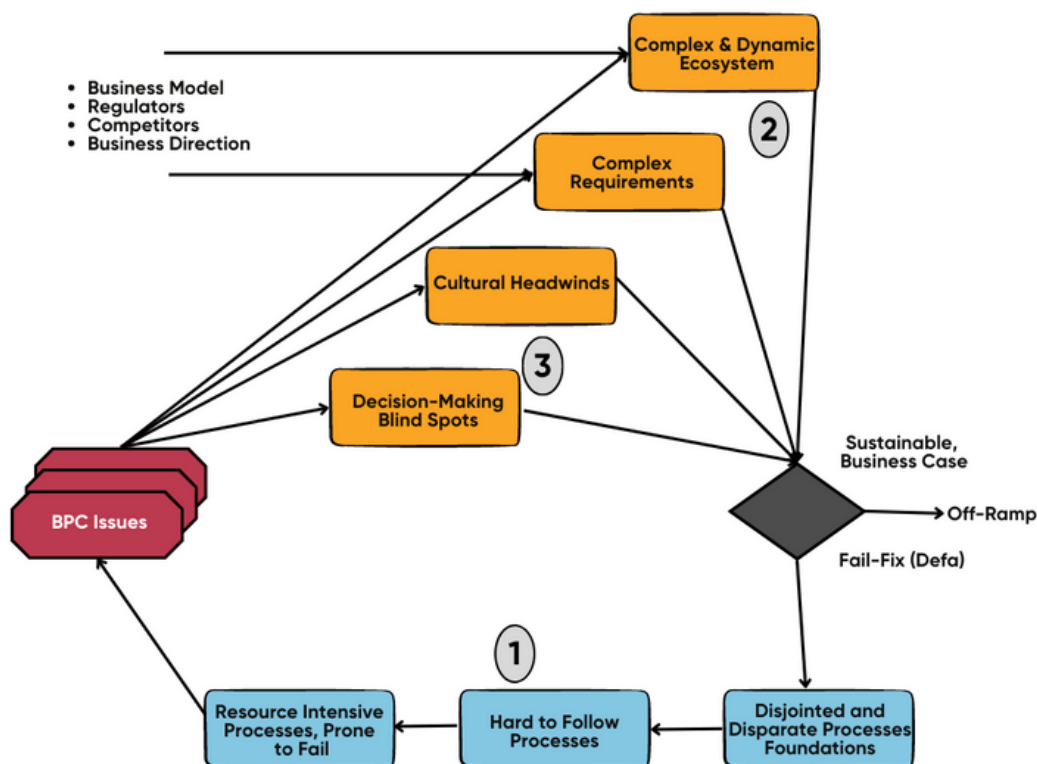 Complex & Dynamic
Ecosystem
• Business Model
• Regulators
• Competitors
• Business Direction
2
Complex
Requirements
Cultural Headwinds
3
Decision-Making
Blind Spots
Sustainable,
Business Case
BPC Issues
Off-Ramp
Fail-Fix (Defa)
1
Resource Intensive
Processes, Prone
to Fail
Hard to Follow
Processes
Disjointed and
Disparate Processes
Foundations